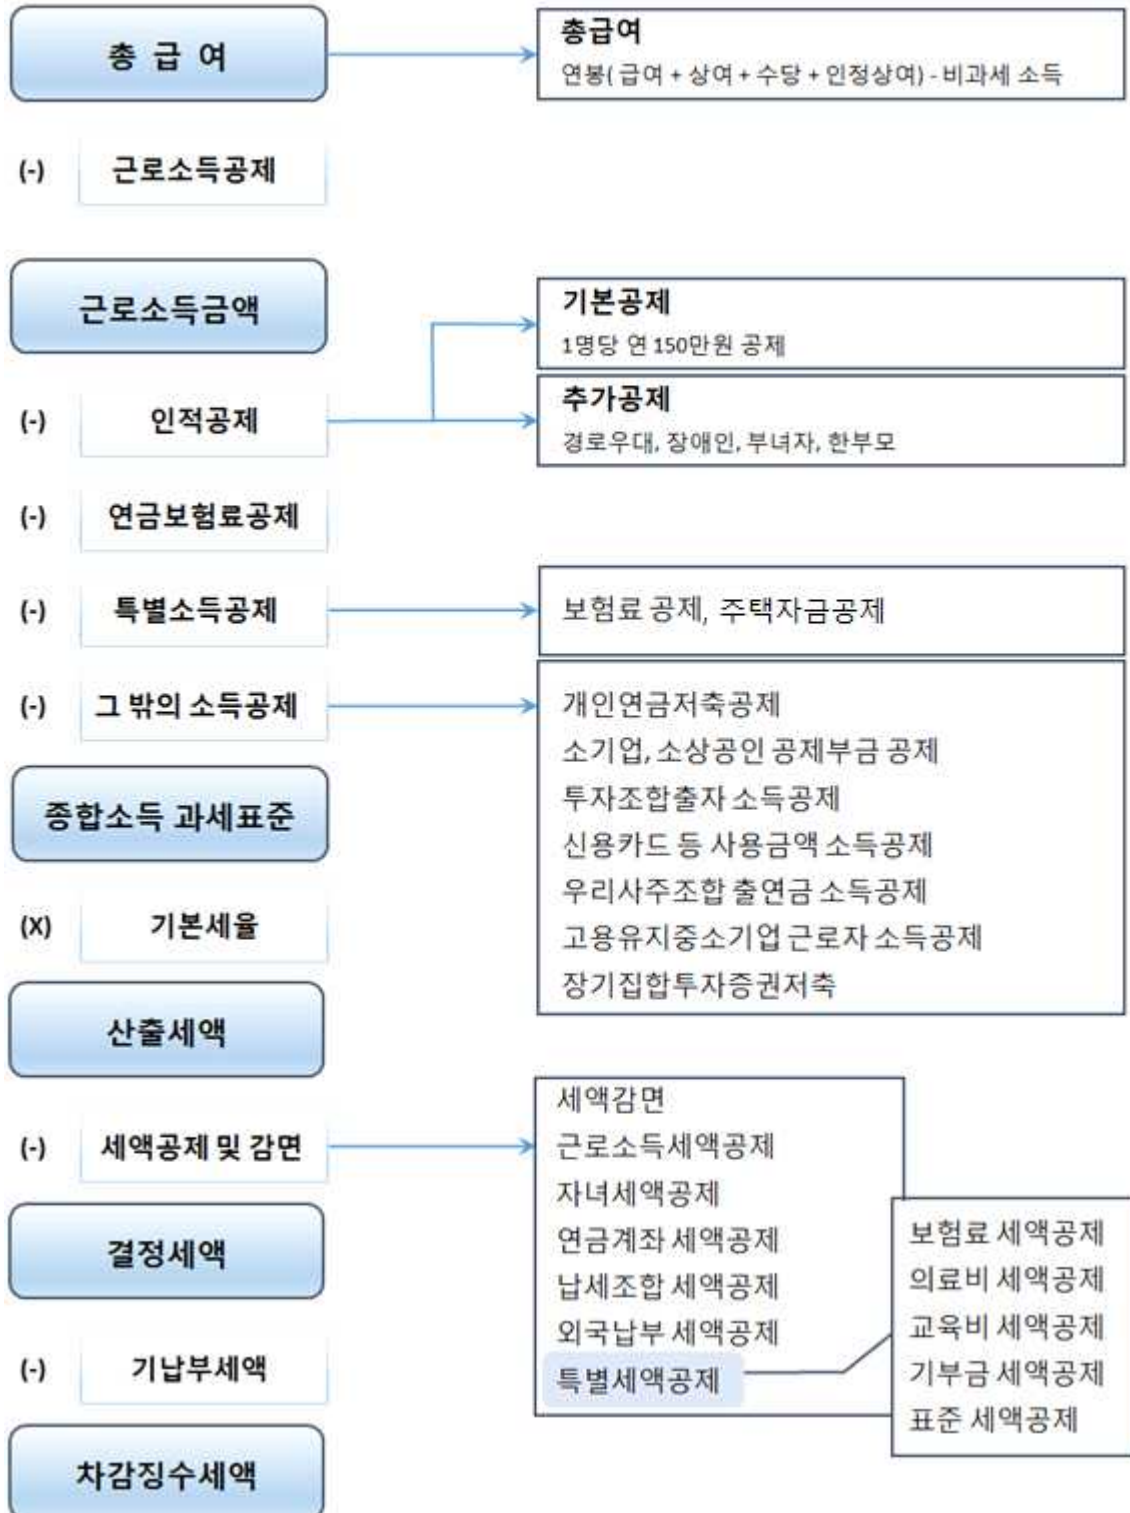 총 급 여
총급여
연봉( 급여 + 상여 + 수당 + 인정상여) - 비과세 소득
(-) 근로소득공제
근로소득금액
기본공제
1명당 연 150만원 공제
(-) 인적공제
추가공제
경로우대, 장애인, 부녀자, 한부모
(-) 연금보험료공제
(-) 특별소득공제
보험료 공제, 주택자금공제
(-) 그 밖의 소득공제
개인연금저축공제
소기업, 소상공인 공제부금 공제
투자조합출자 소득공제
신용카드 등 사용금액 소득공제
우리사주조합 출연금 소득공제
고용유지중소기업 근로자 소득공제
장기집합투자증권저축
종합소득 과세표준
(X) 기본세율
산출세액
(-) 세액공제 및 감면
세액감면
근로소득세액공제
자녀세액공제
연금계좌 세액공제
납세조합 세액공제
외국납부 세액공제
특별세액공제
보험료 세액공제
의료비 세액공제
교육비 세액공제
기부금 세액공제
표준 세액공제
결정세액
(-) 기납부세액
차감징수세액